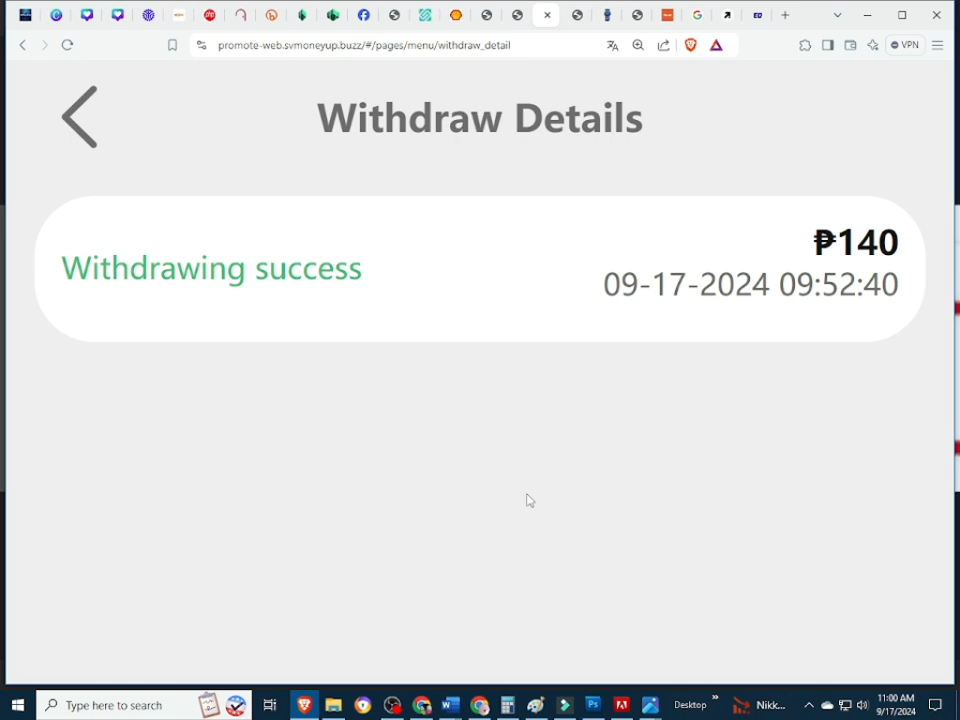 promote-web.svmoneyup.buzz/#/pages/menu/withdraw_detail
VPN
Withdraw Details
₱140
Withdrawing success
09-17-2024 09:52:40
Type here to search
Desktop
Nikk...
11:00 AM
9/17/2024